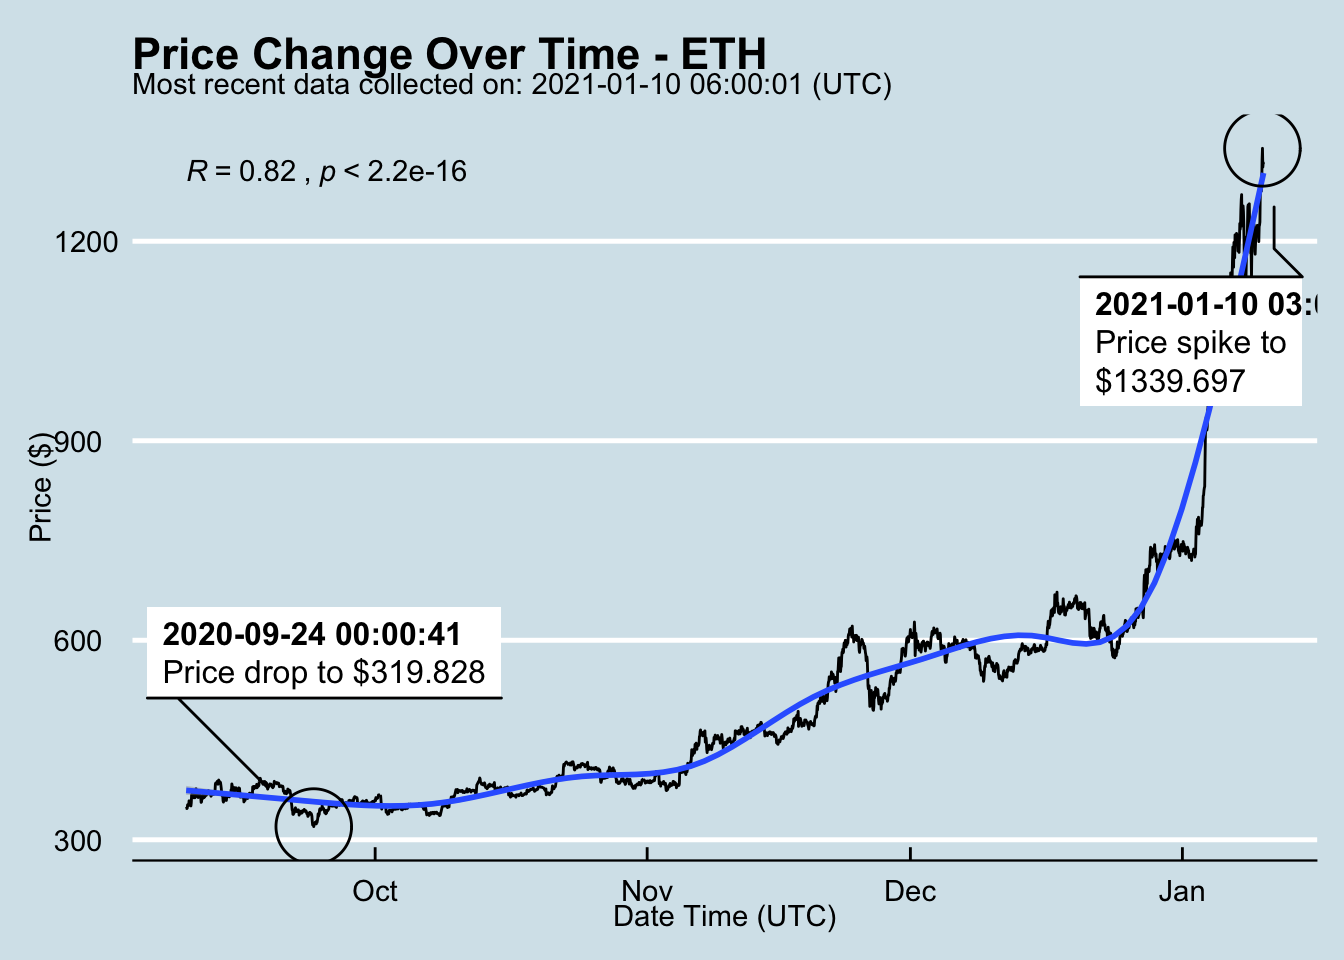 Price Change Over Time - ETH
Most recent data collected on: 2021-01-10 06:00:01 (UTC)
R = 0.82 , p < 2.2e-16
1200
2021-01-10 03:
Price spike to
$1339.697
900
Price ($)
2020-09-24 00:00:41
Price drop to $319.828
600
300
Oct
Nov
Dec
Jan
Date Time (UTC)